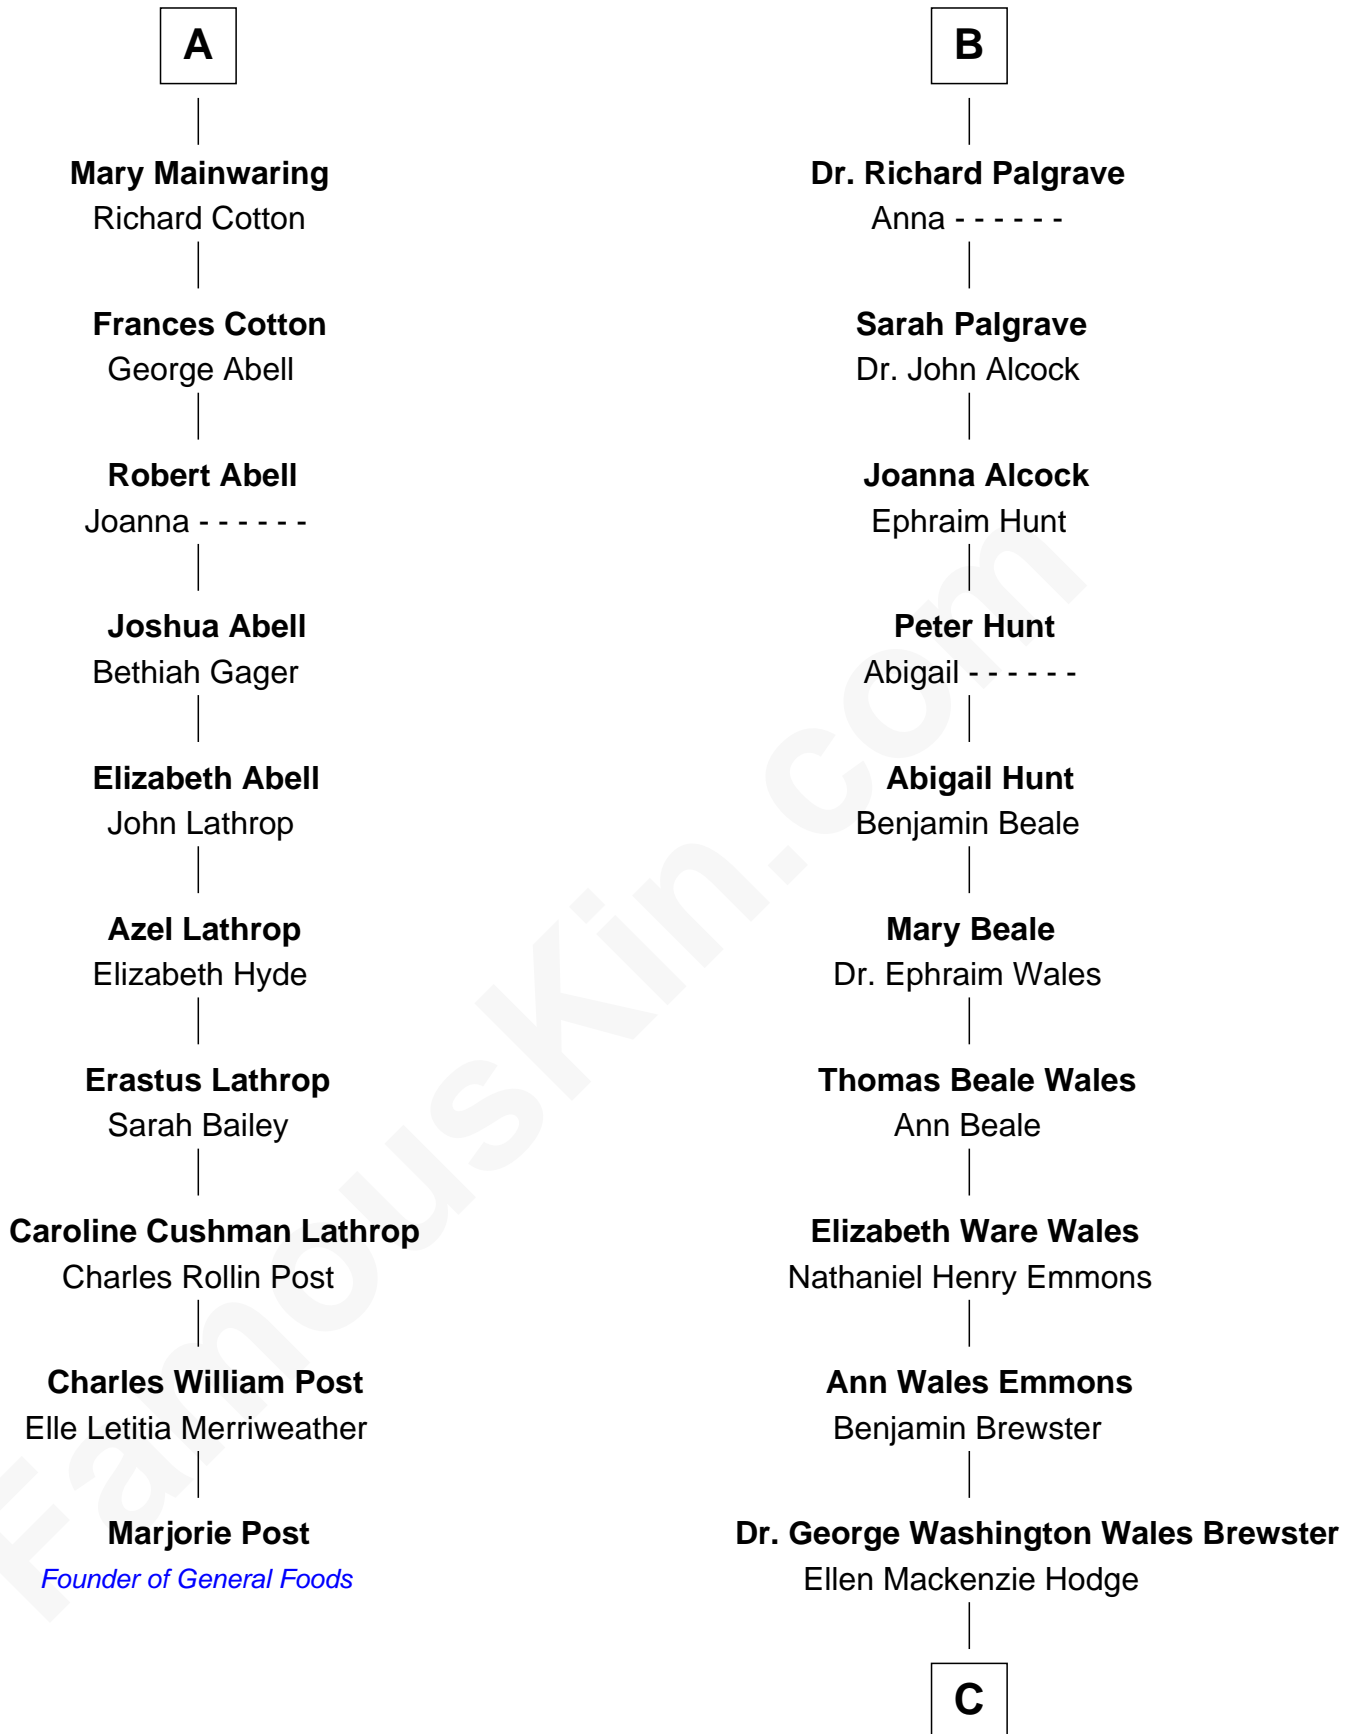 A
Mary Mainwaring
Richard Cotton
Frances Cotton
George Abell
Robert Abell
Joanna - - - - - -
Joshua Abell
Bethiah Gager
Elizabeth Abell
John Lathrop
Azel Lathrop
Elizabeth Hyde
Erastus Lathrop
Sarah Bailey
Caroline Cushman Lathrop
Charles Rollin Post
Charles William Post
Elle Letitia Merriweather
Marjorie Post
Founder of General Foods
B
Dr. Richard Palgrave
Anna - - - - - -
Sarah Palgrave
Dr. John Alcock
Joanna Alcock
Ephraim Hunt
Peter Hunt
Abigail - - - - - -
Abigail Hunt
Benjamin Beale
Mary Beale
Dr. Ephraim Wales
Thomas Beale Wales
Ann Beale
Elizabeth Ware Wales
Nathaniel Henry Emmons
Ann Wales Emmons
Benjamin Brewster
Dr. George Washington Wales Brewster
Ellen Mackenzie Hodge
C
FamousKin.com